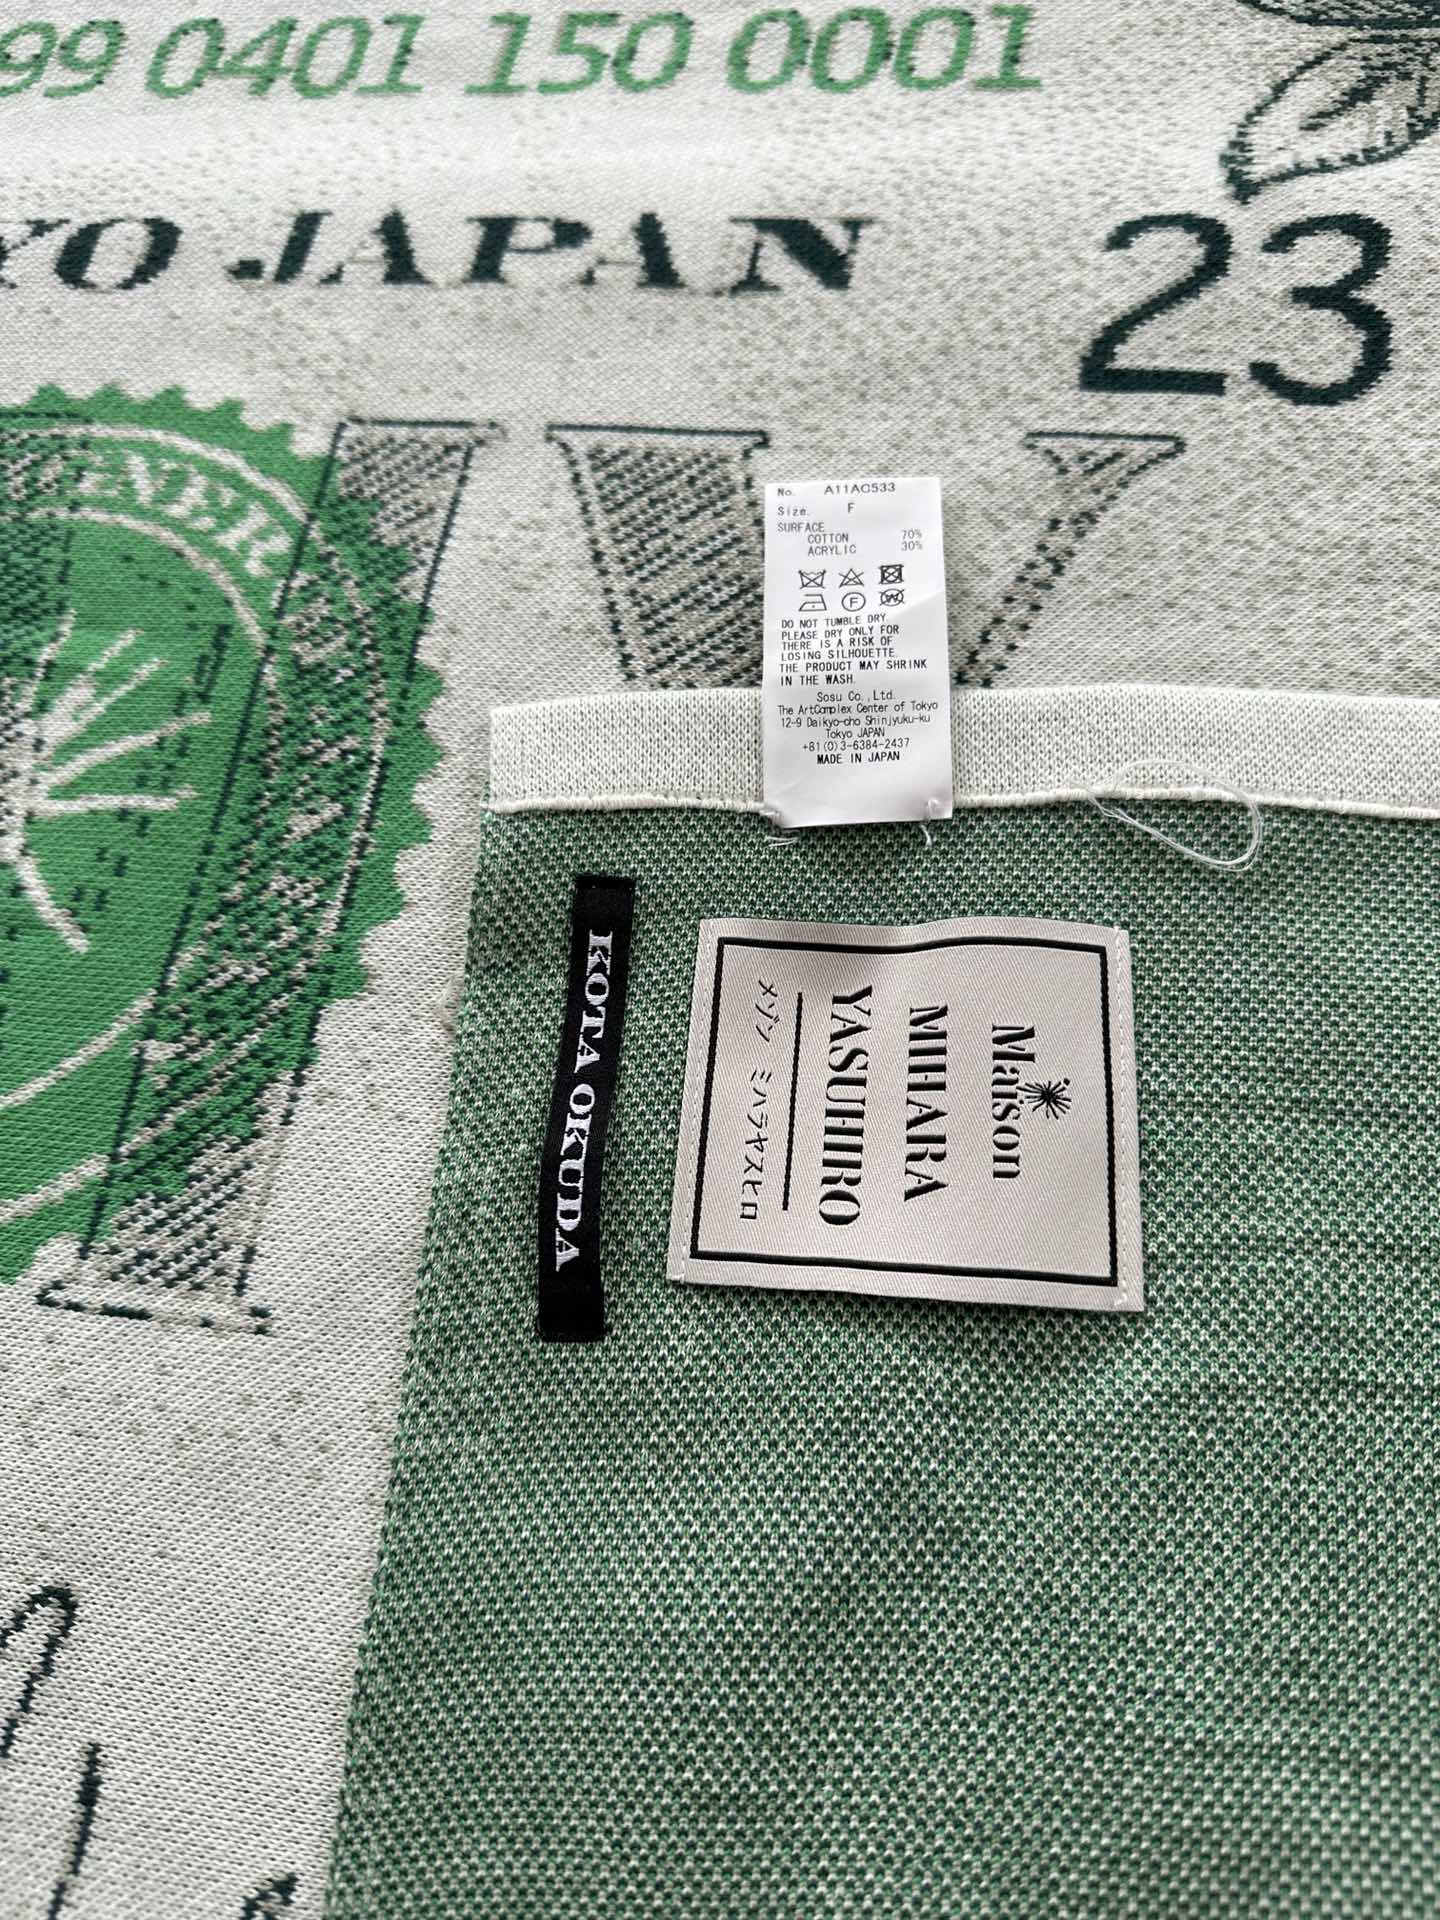 99 0401 150 0001
YO JAPAN
23
No. A11AC533
Size. F
SURFACE
COTTON 70%
ACRYLIC 30%
F
W
DO NOT TUMBLE DRY
PLEASE DRY ONLY FOR
THERE IS A RISK OF
LOSING SILHOUETTE.
THE PRODUCT MAY SHRINK
IN THE WASH.
Sosu Co.,Ltd.
The ArtComplex Center of Tokyo
12-9 Daikyo-cho Shinjyuku-ku
Tokyo JAPAN
+81(0)3-6384-2437
MADE IN JAPAN
KOTA OKUDA
Maison
MIHARA
YASUHIRO
メゾン ミハラヤスヒロ